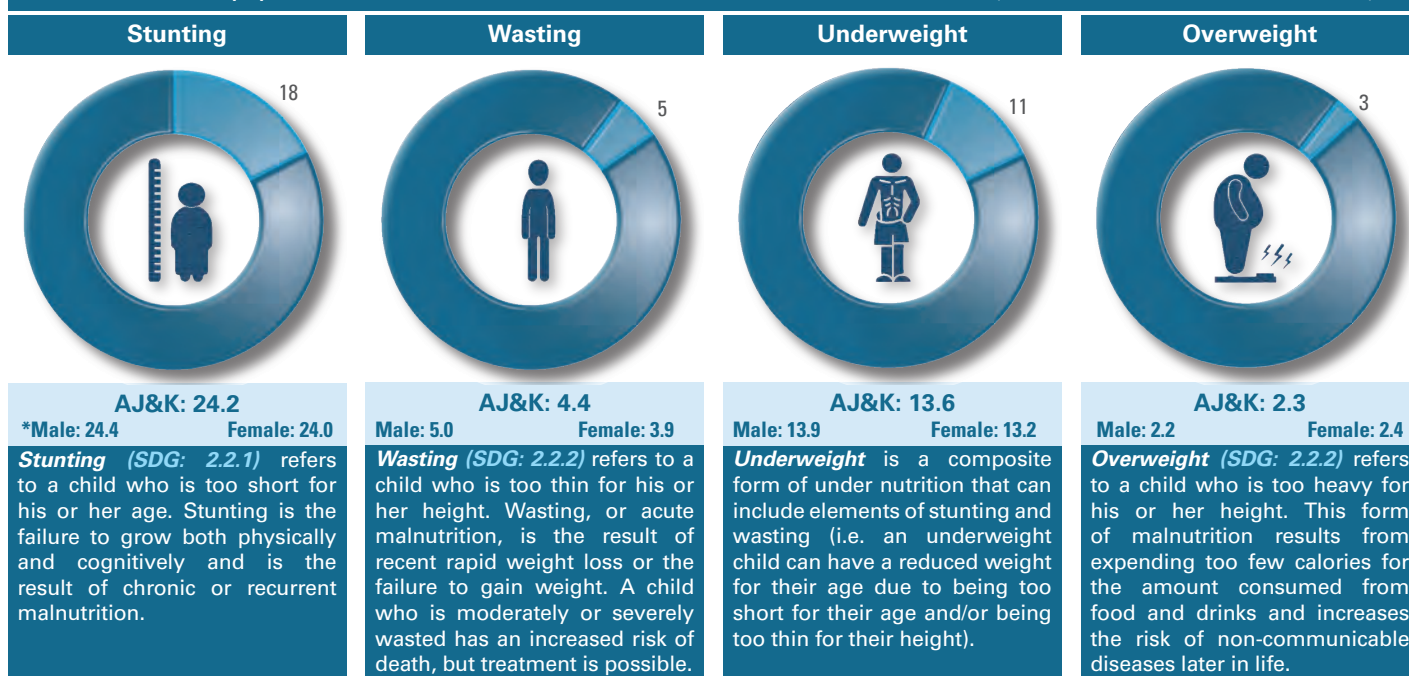 Stunting
18
AJ&K: 24.2
*Male: 24.4 Female: 24.0
Stunting (SDG: 2.2.1) refers
to a child who is too short for
his or her age. Stunting is the
failure to grow both physically
and cognitively and is the
result of chronic or recurrent
malnutrition.
Wasting
5
AJ&K: 4.4
Male: 5.0 Female: 3.9
Wasting (SDG: 2.2.2) refers to a
child who is too thin for his or
her height. Wasting, or acute
malnutrition, is the result of
recent rapid weight loss or the
failure to gain weight. A child
who is moderately or severely
wasted has an increased risk of
death, but treatment is possible.
Underweight
11
AJ&K: 13.6
Male: 13.9 Female: 13.2
Underweight is a composite
form of under nutrition that can
include elements of stunting and
wasting (i.e. an underweight
child can have a reduced weight
for their age due to being too
short for their age and/or being
too thin for their height).
Overweight
3
AJ&K: 2.3
Male: 2.2 Female: 2.4
Overweight (SDG: 2.2.2) refers
to a child who is too heavy for
his or her height. This form
of malnutrition results from
expending too few calories for
the amount consumed from
food and drinks and increases
the risk of non-communicable
diseases later in life.